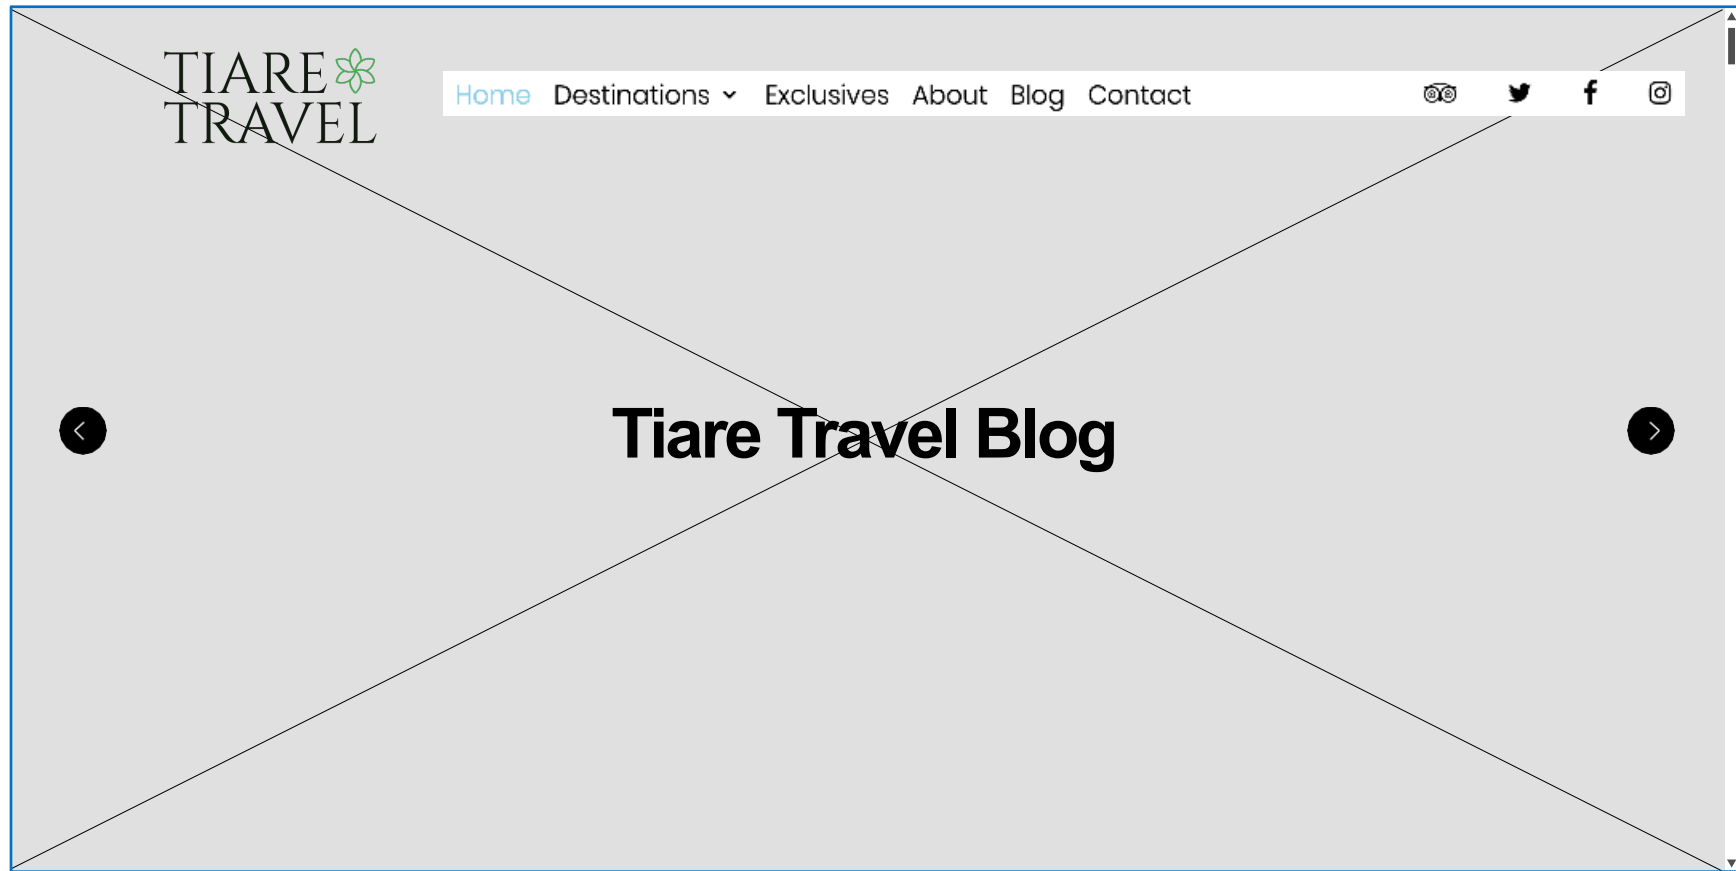 TIARE
TRAVEL
Home Destinations Exclusives About Blog Contact
Tiare Travel Blog